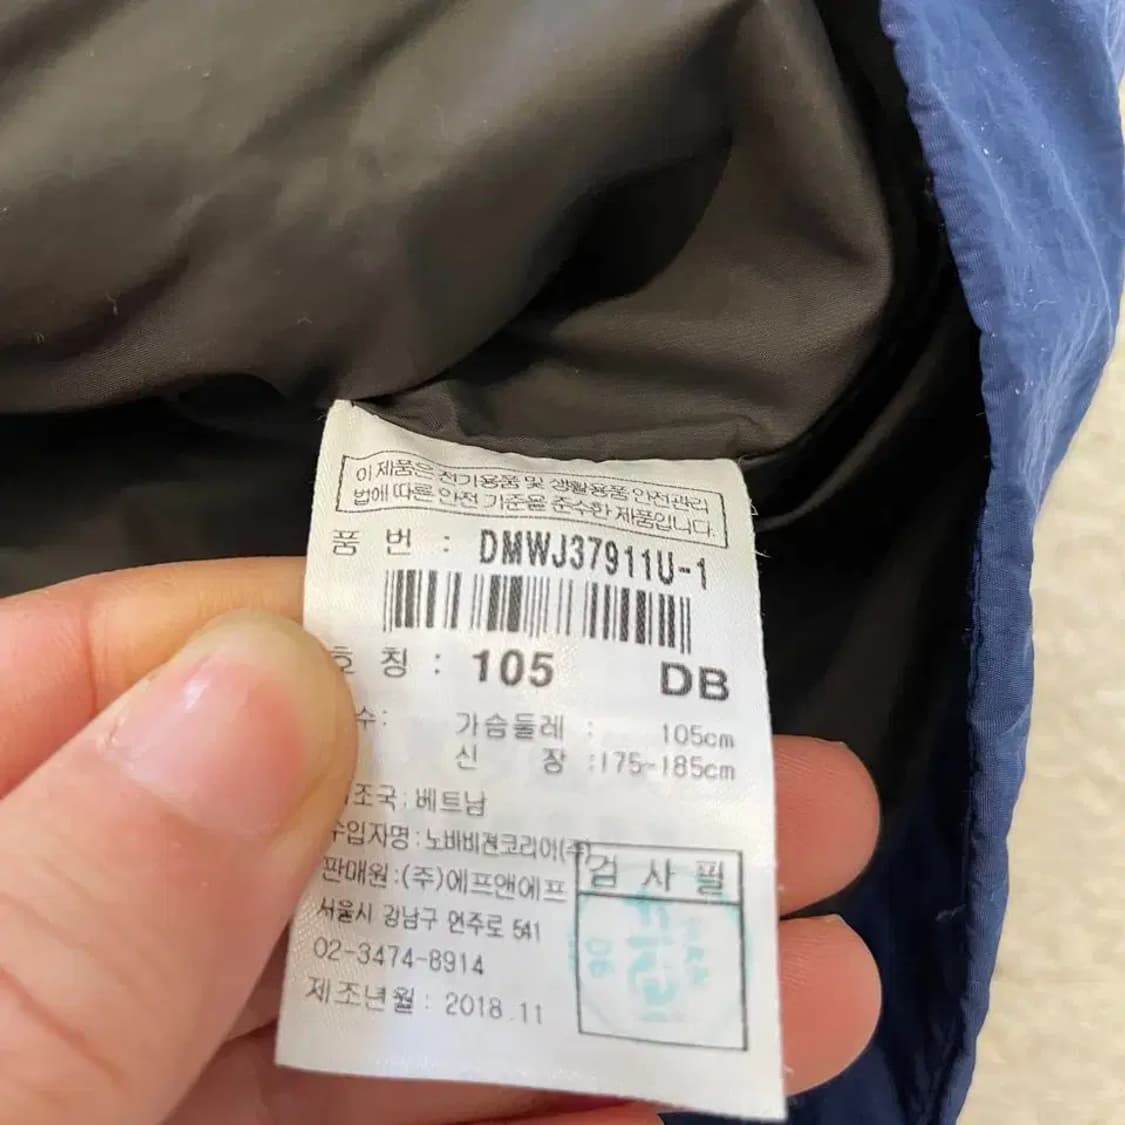 이 제품은 전기용품 및 생활용품 안전관리
법에 따른 안전 기준을 준수한 제품입니다.
품 번 : DMWJ37911U-1
호 칭 : 105 DB
수: 가슴둘레 : 105cm
신 장 :175-185cm
조국: 베트남
수입자명 : 노바비젼코리아(주)
판매원 :(주)에프앤에프
서울시 강남구 언주로 541
02-3474-8914
제조년월 : 2018.11
검 사 필